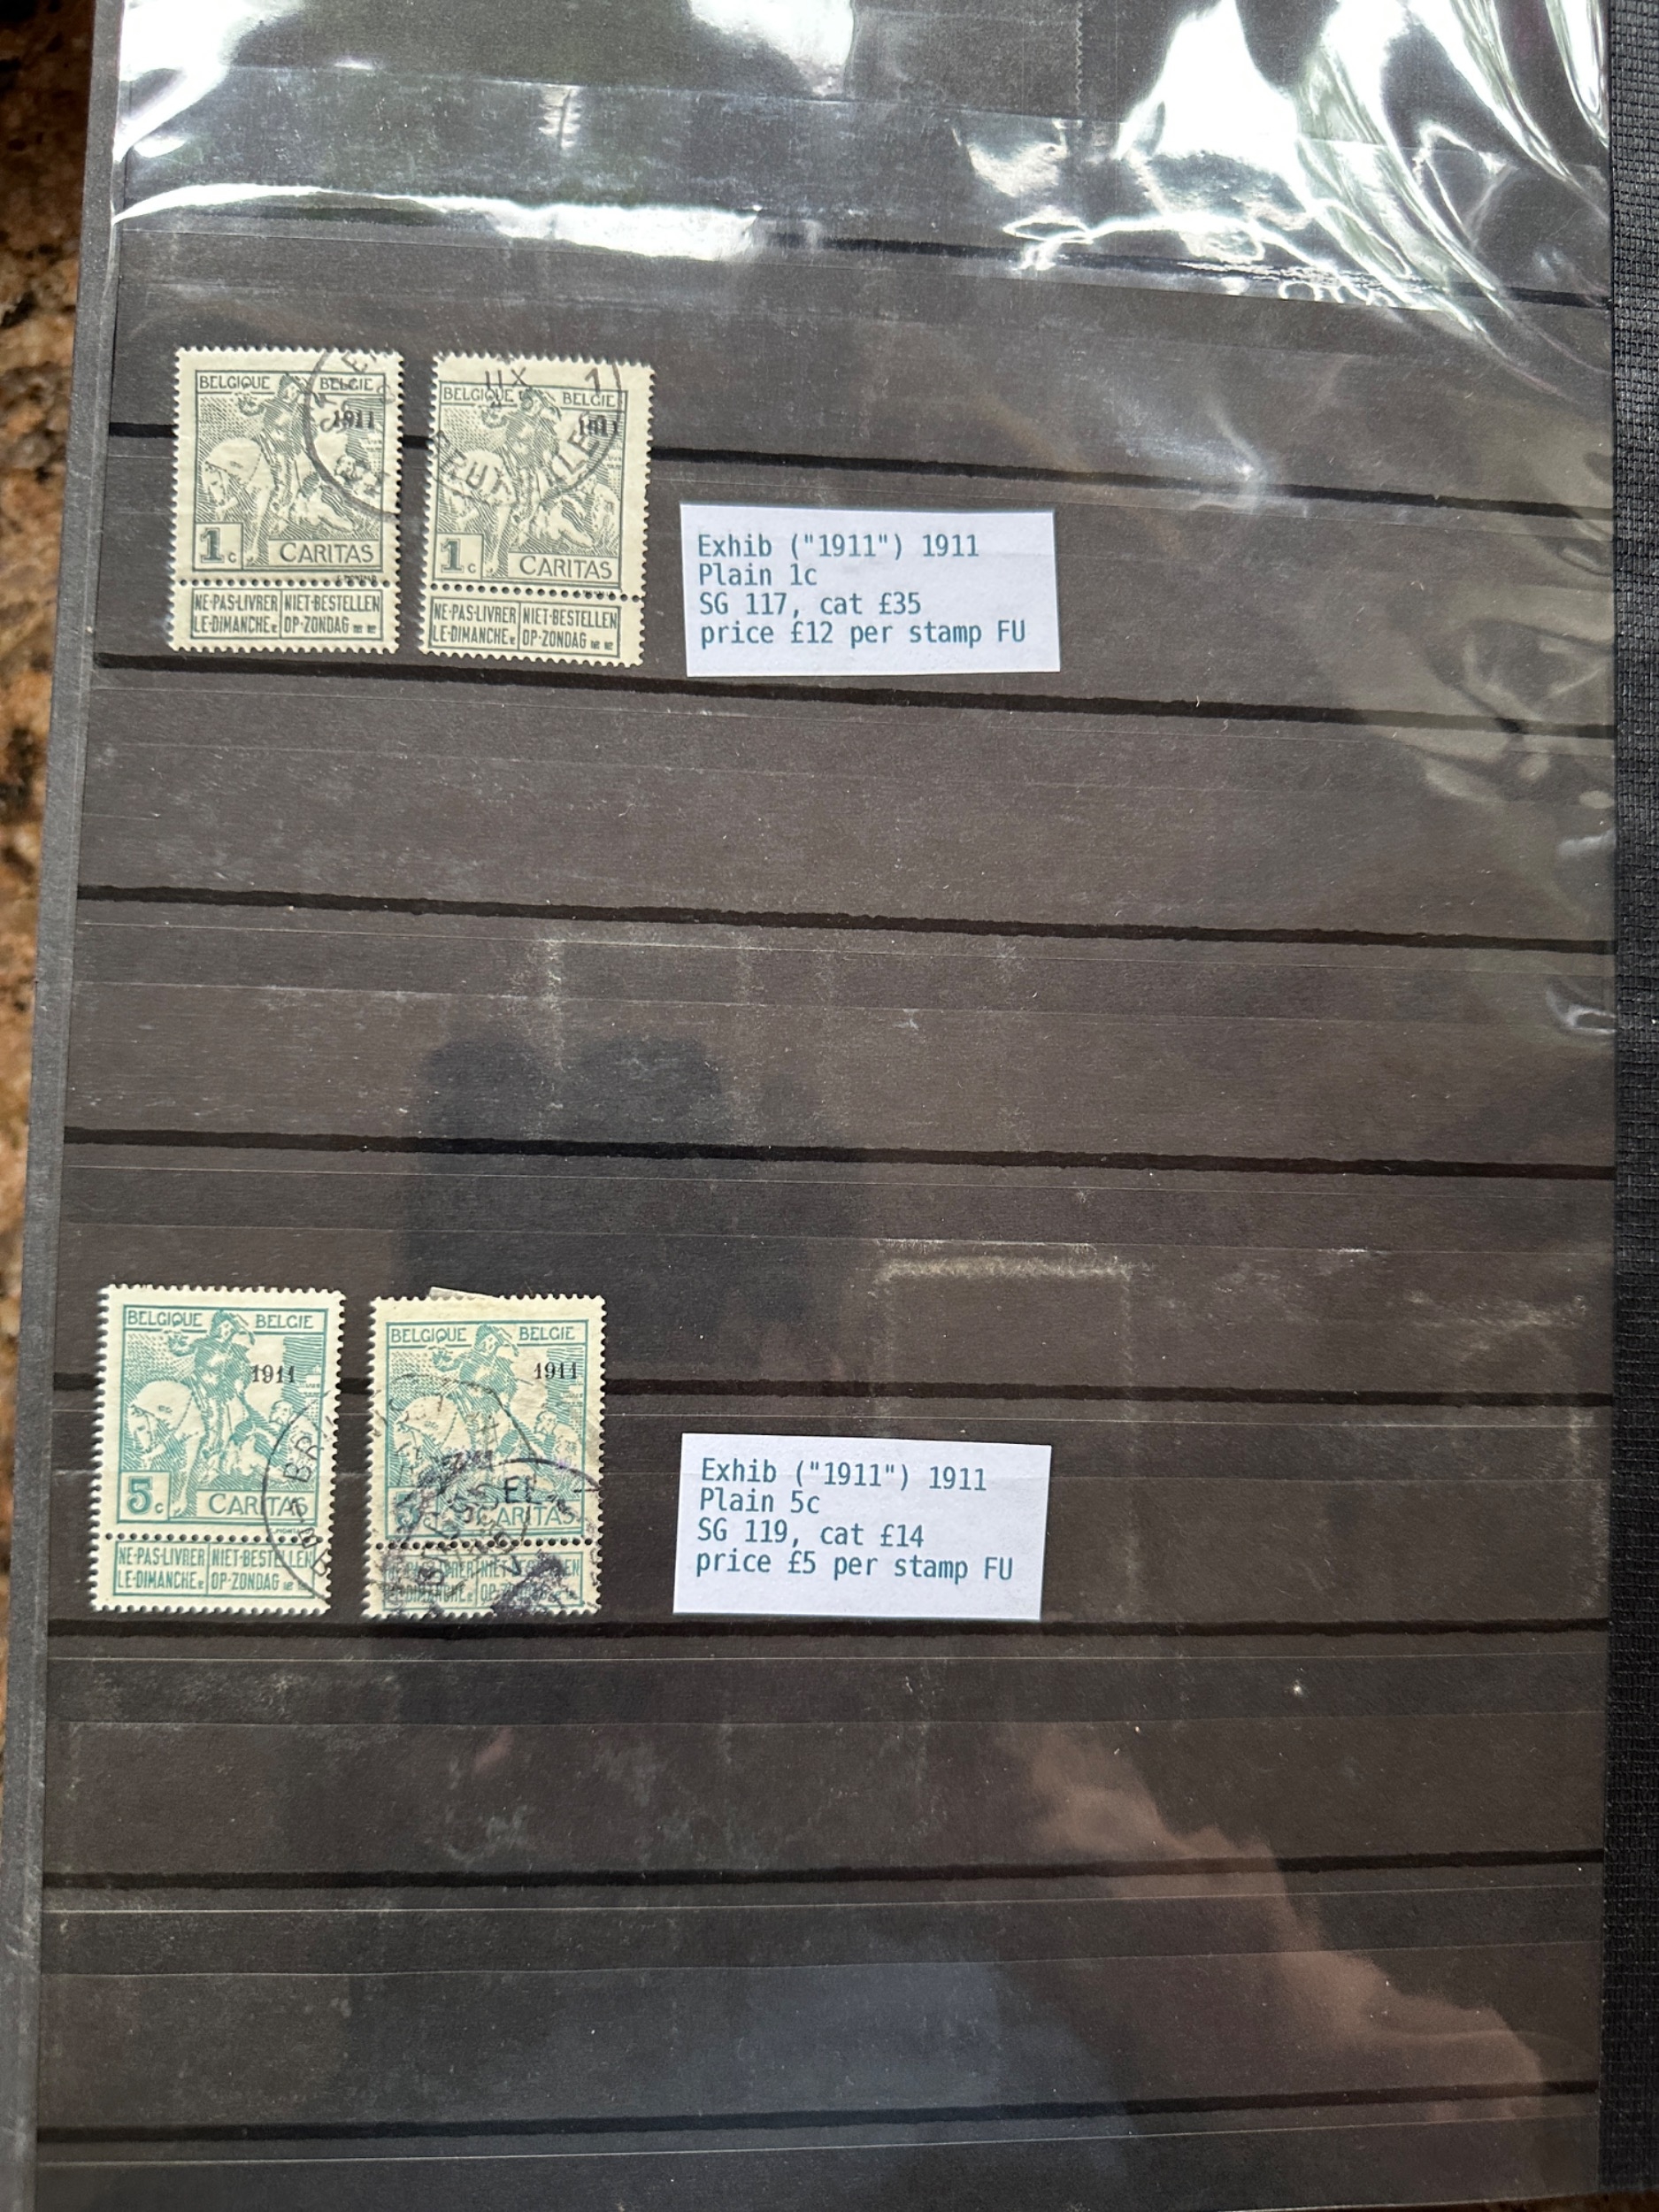 BELGIQUE BELGIE
1911
1c CARITAS
NE·PAS·LIVRER NIET·BESTELLEN
LE·DIMANCHE OP·ZONDAG
BELGIQUE BELGIE
1911
1c CARITAS
NE·PAS·LIVRER NIET·BESTELLEN
LE·DIMANCHE OP·ZONDAG
Exhib ("1911") 1911
Plain 1c
SG 117, cat £35
price £12 per stamp FU
BELGIQUE BELGIE
1911
5c CARITAS
NE·PAS·LIVRER NIET·BESTELLEN
LE·DIMANCHE OP·ZONDAG
BELGIQUE BELGIE
1911
CARITAS
Exhib ("1911") 1911
Plain 5c
SG 119, cat £14
price £5 per stamp FU